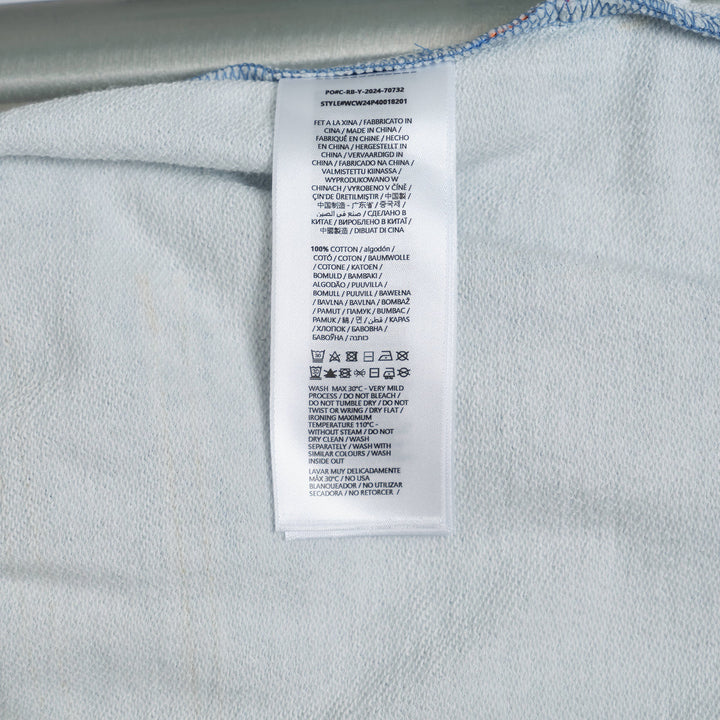 PO#C-RB-Y-2024-70732
STYLE#WCW24P40018201
FET A LA XINA / FABBRICATO IN
CINA / MADE IN CHINA /
FABRIQUÉ EN CHINE / HECHO
EN CHINA / HERGESTELLT IN
CHINA / VERVAARDIGD IN
CHINA / FABRICADO NA CHINA /
VALMISTETTU KIINASSA /
WYPRODUKOWANO W
CHINACH / VYROBENO V ČÍNĚ /
ÇİN'DE ÜRETİLMİŞTİR / 中国製 /
中国制造 - 广东省 / 중국제 /
صنع في الصين / СДЕЛАНО В
КИТАЕ / ВИРОБЛЕНО В КИТАЇ /
中國製造 / DIBUAT DI CINA
100% COTTON / algodón /
COTÓ / COTON / BAUMWOLLE
/ COTONE / KATOEN /
BOMULD / BAMBAKI /
ALGODÃO / PUUVILLA /
BOMULL / PUUVILL / BAWEŁNA
/ BAVLNA / BAVLNA / BOMBAŽ
/ PAMUT / ПАМУК / BUMBAC /
PAMUK / 綿 / 면 / قطن / KAPAS
/ ХЛОПОК / БАВОВНА /
БАВОЎНА / כותנה
30
WASH MAX 30°C - VERY MILD
PROCESS / DO NOT BLEACH /
DO NOT TUMBLE DRY / DO NOT
TWIST OR WRING / DRY FLAT /
IRONING MAXIMUM
TEMPERATURE 110°C -
WITHOUT STEAM / DO NOT
DRY CLEAN / WASH
SEPARATELY / WASH WITH
SIMILAR COLOURS / WASH
INSIDE OUT
LAVAR MUY DELICADAMENTE
MÁX 30°C / NO USA
BLANQUEADOR / NO UTILIZAR
SECADORA / NO RETORCER /